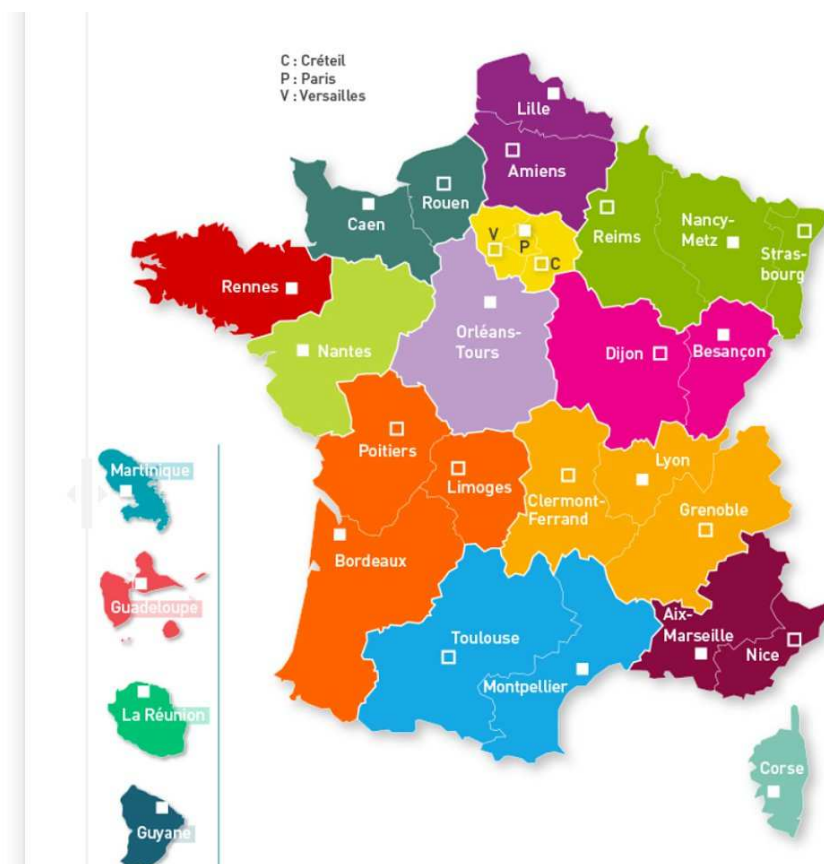 C : Créteil
P : Paris
V : Versailles
Lille
Amiens
Rouen
Caen
V
P
C
Reims
Nancy-
Metz
Stras-
bourg
Rennes
Nantes
Orléans-
Tours
Dijon
Besançon
Poitiers
Limoges
Clermont-
Ferrand
Lyon
Grenoble
Bordeaux
Toulouse
Montpellier
Aix-
Marseille
Nice
Corse
Martinique
Guadeloupe
La Réunion
Guyane